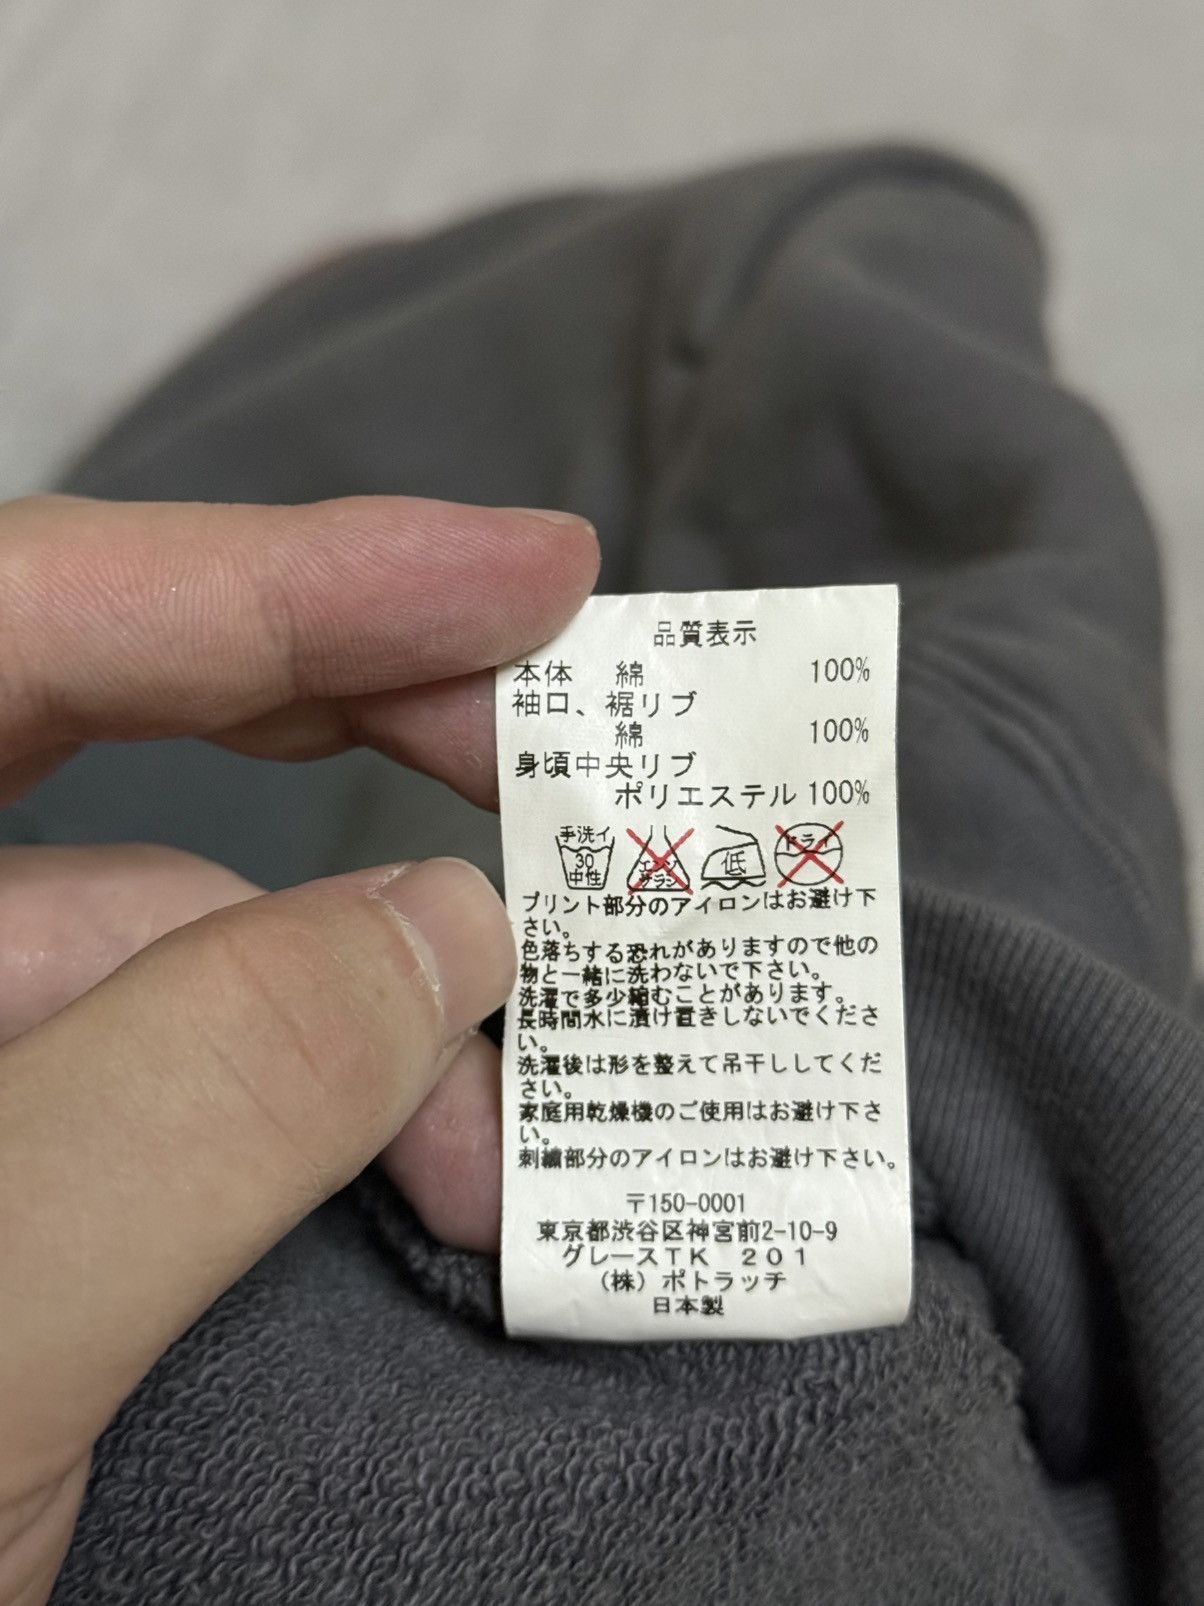 品質表示
本体 綿 100%
袖口、裾リブ
綿 100%
身頃中央リブ
ポリエステル 100%
手洗イ 30 中性
エンソ サラシ
低
ドライ
プリント部分のアイロンはお避け下
さい。
色落ちする恐れがありますので他の
物と一緒に洗わないで下さい。
洗濯で多少縮むことがあります。
長時間水に漬け置きしないでくださ
い。
洗濯後は形を整えて吊干ししてくだ
さい。
家庭用乾燥機のご使用はお避け下さ
い。
刺繍部分のアイロンはお避け下さい。
〒150-0001
東京都渋谷区神宮前2-10-9
グレースTK 201
(株)ポトラッチ
日本製